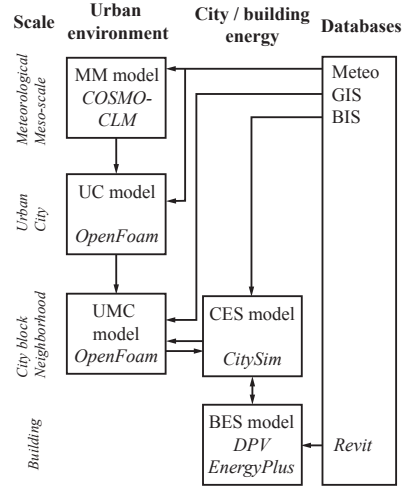 Scale
Urban
environment
City / building
energy
Databases
Meteorological
Meso-scale
MM model
COSMO-
CLM
Meteo
GIS
BIS
Urban
City
UC model
OpenFoam
City block
Neighborhood
UMC
model
OpenFoam
CES model
CitySim
Building
BES model
DPV
EnergyPlus
Revit